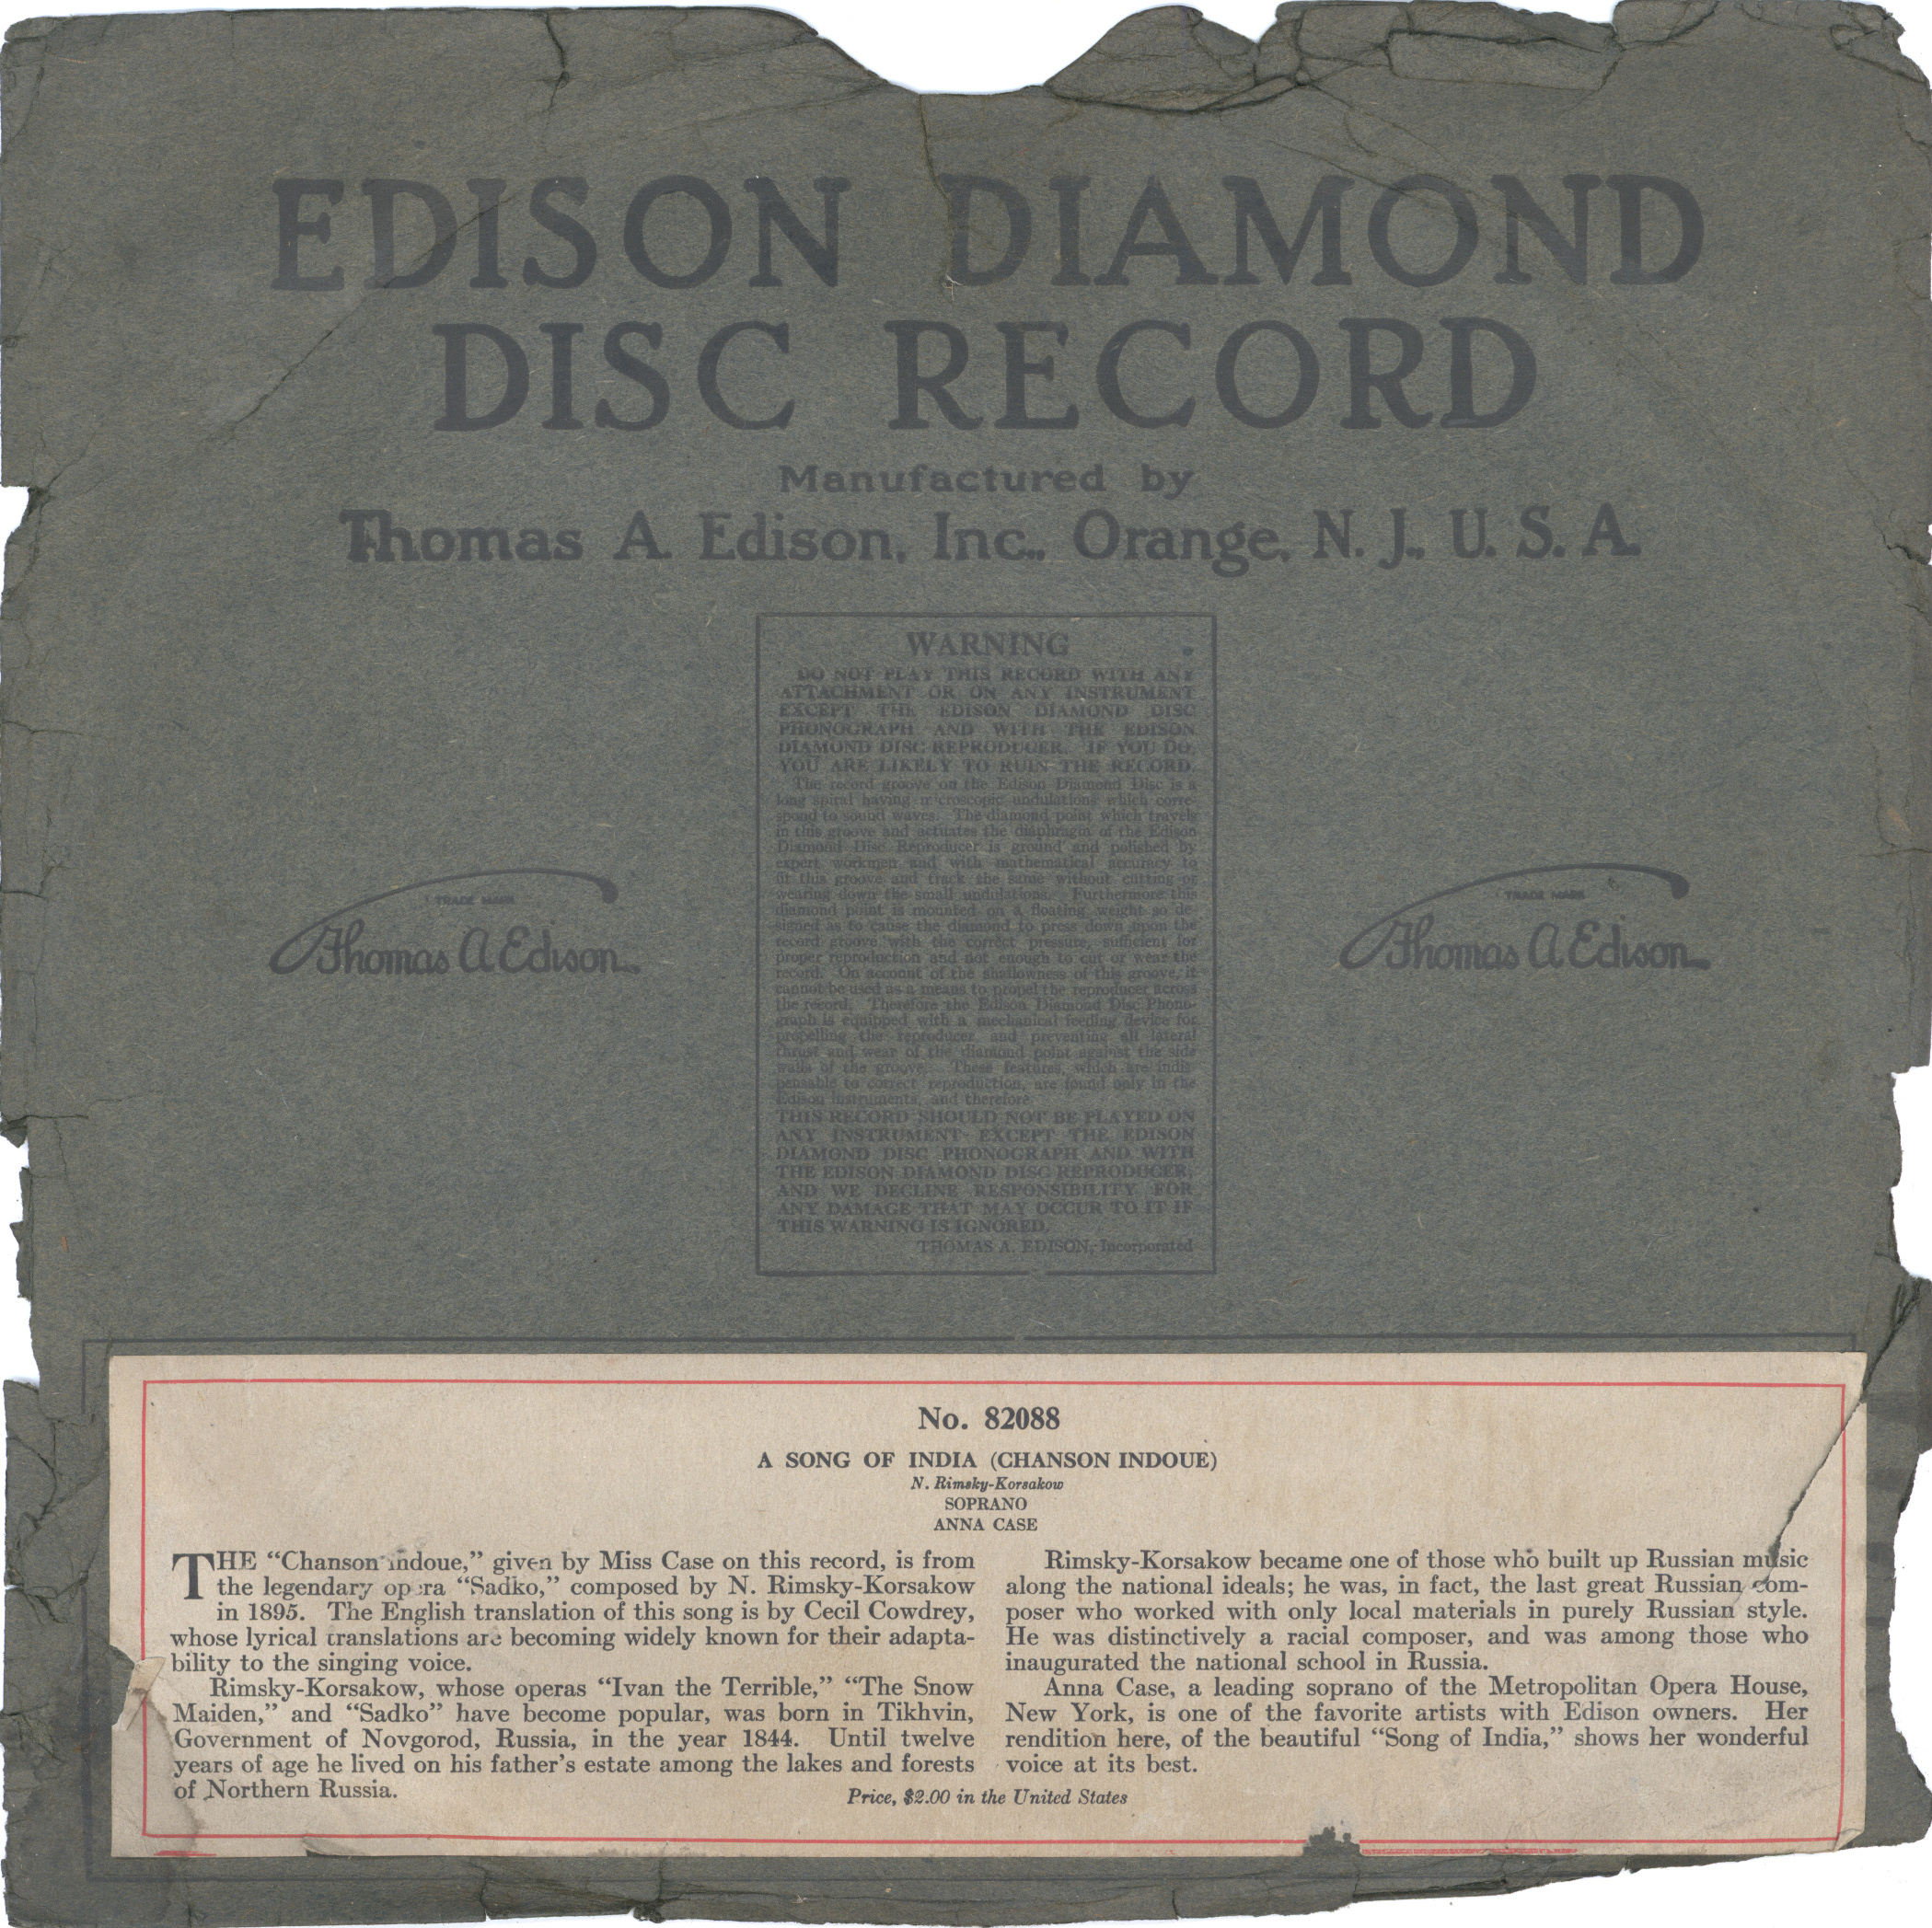 EDISON DIAMOND
DISC RECORD
Manufactured by
Thomas A. Edison, Inc., Orange, N. J., U. S. A.
WARNING
DO NOT PLAY THIS RECORD WITH ANY
ATTACHMENT OR ON ANY INSTRUMENT
EXCEPT THE EDISON DIAMOND DISC
PHONOGRAPH AND WITH THE EDISON
DIAMOND DISC REPRODUCER. IF YOU DO,
YOU ARE LIKELY TO RUIN THE RECORD.
The record groove on the Edison Diamond Disc is a
long spiral having microscopic undulations which corre-
spond to sound waves. The diamond point which travels
in this groove and actuates the diaphragm of the Edison
Diamond Disc Reproducer is ground and polished by
expert workmen and with mathematical accuracy to
fit this groove and track the same without cutting or
wearing down the small undulations. Furthermore this
diamond point is mounted on a floating weight so de-
signed as to cause the diamond to press down upon the
record groove with the correct pressure, sufficient for
proper reproduction and not enough to cut or wear the
record. On account of the shallowness of this groove, it
cannot be used as a means to propel the reproducer across
the record. Therefore the Edison Diamond Disc Phono-
graph is equipped with a mechanical feeding device for
propelling the reproducer and preventing all lateral
thrust and wear of the diamond point against the side
walls of the groove. These features, which are indis-
pensable to correct reproduction, are found only in the
Edison instruments, and therefore
THIS RECORD SHOULD NOT BE PLAYED ON
ANY INSTRUMENT EXCEPT THE EDISON
DIAMOND DISC PHONOGRAPH AND WITH
THE EDISON DIAMOND DISC REPRODUCER,
AND WE DECLINE RESPONSIBILITY FOR
ANY DAMAGE THAT MAY OCCUR TO IT IF
THIS WARNING IS IGNORED.
THOMAS A. EDISON, Incorporated
TRADE MARK
Thomas A Edison
TRADE MARK
Thomas A Edison
No. 82088
A SONG OF INDIA (CHANSON INDOUE)
N. Rimsky-Korsakow
SOPRANO
ANNA CASE
THE “Chanson indoue,” given by Miss Case on this record, is from
the legendary opera “Sadko,” composed by N. Rimsky-Korsakow
in 1895. The English translation of this song is by Cecil Cowdrey,
whose lyrical translations are becoming widely known for their adapta-
bility to the singing voice.
Rimsky-Korsakow, whose operas “Ivan the Terrible,” “The Snow
Maiden,” and “Sadko” have become popular, was born in Tikhvin,
Government of Novgorod, Russia, in the year 1844. Until twelve
years of age he lived on his father’s estate among the lakes and forests
of Northern Russia.
Rimsky-Korsakow became one of those who built up Russian music
along the national ideals; he was, in fact, the last great Russian com-
poser who worked with only local materials in purely Russian style.
He was distinctively a racial composer, and was among those who
inaugurated the national school in Russia.
Anna Case, a leading soprano of the Metropolitan Opera House,
New York, is one of the favorite artists with Edison owners. Her
rendition here, of the beautiful “Song of India,” shows her wonderful
voice at its best.
Price, $2.00 in the United States